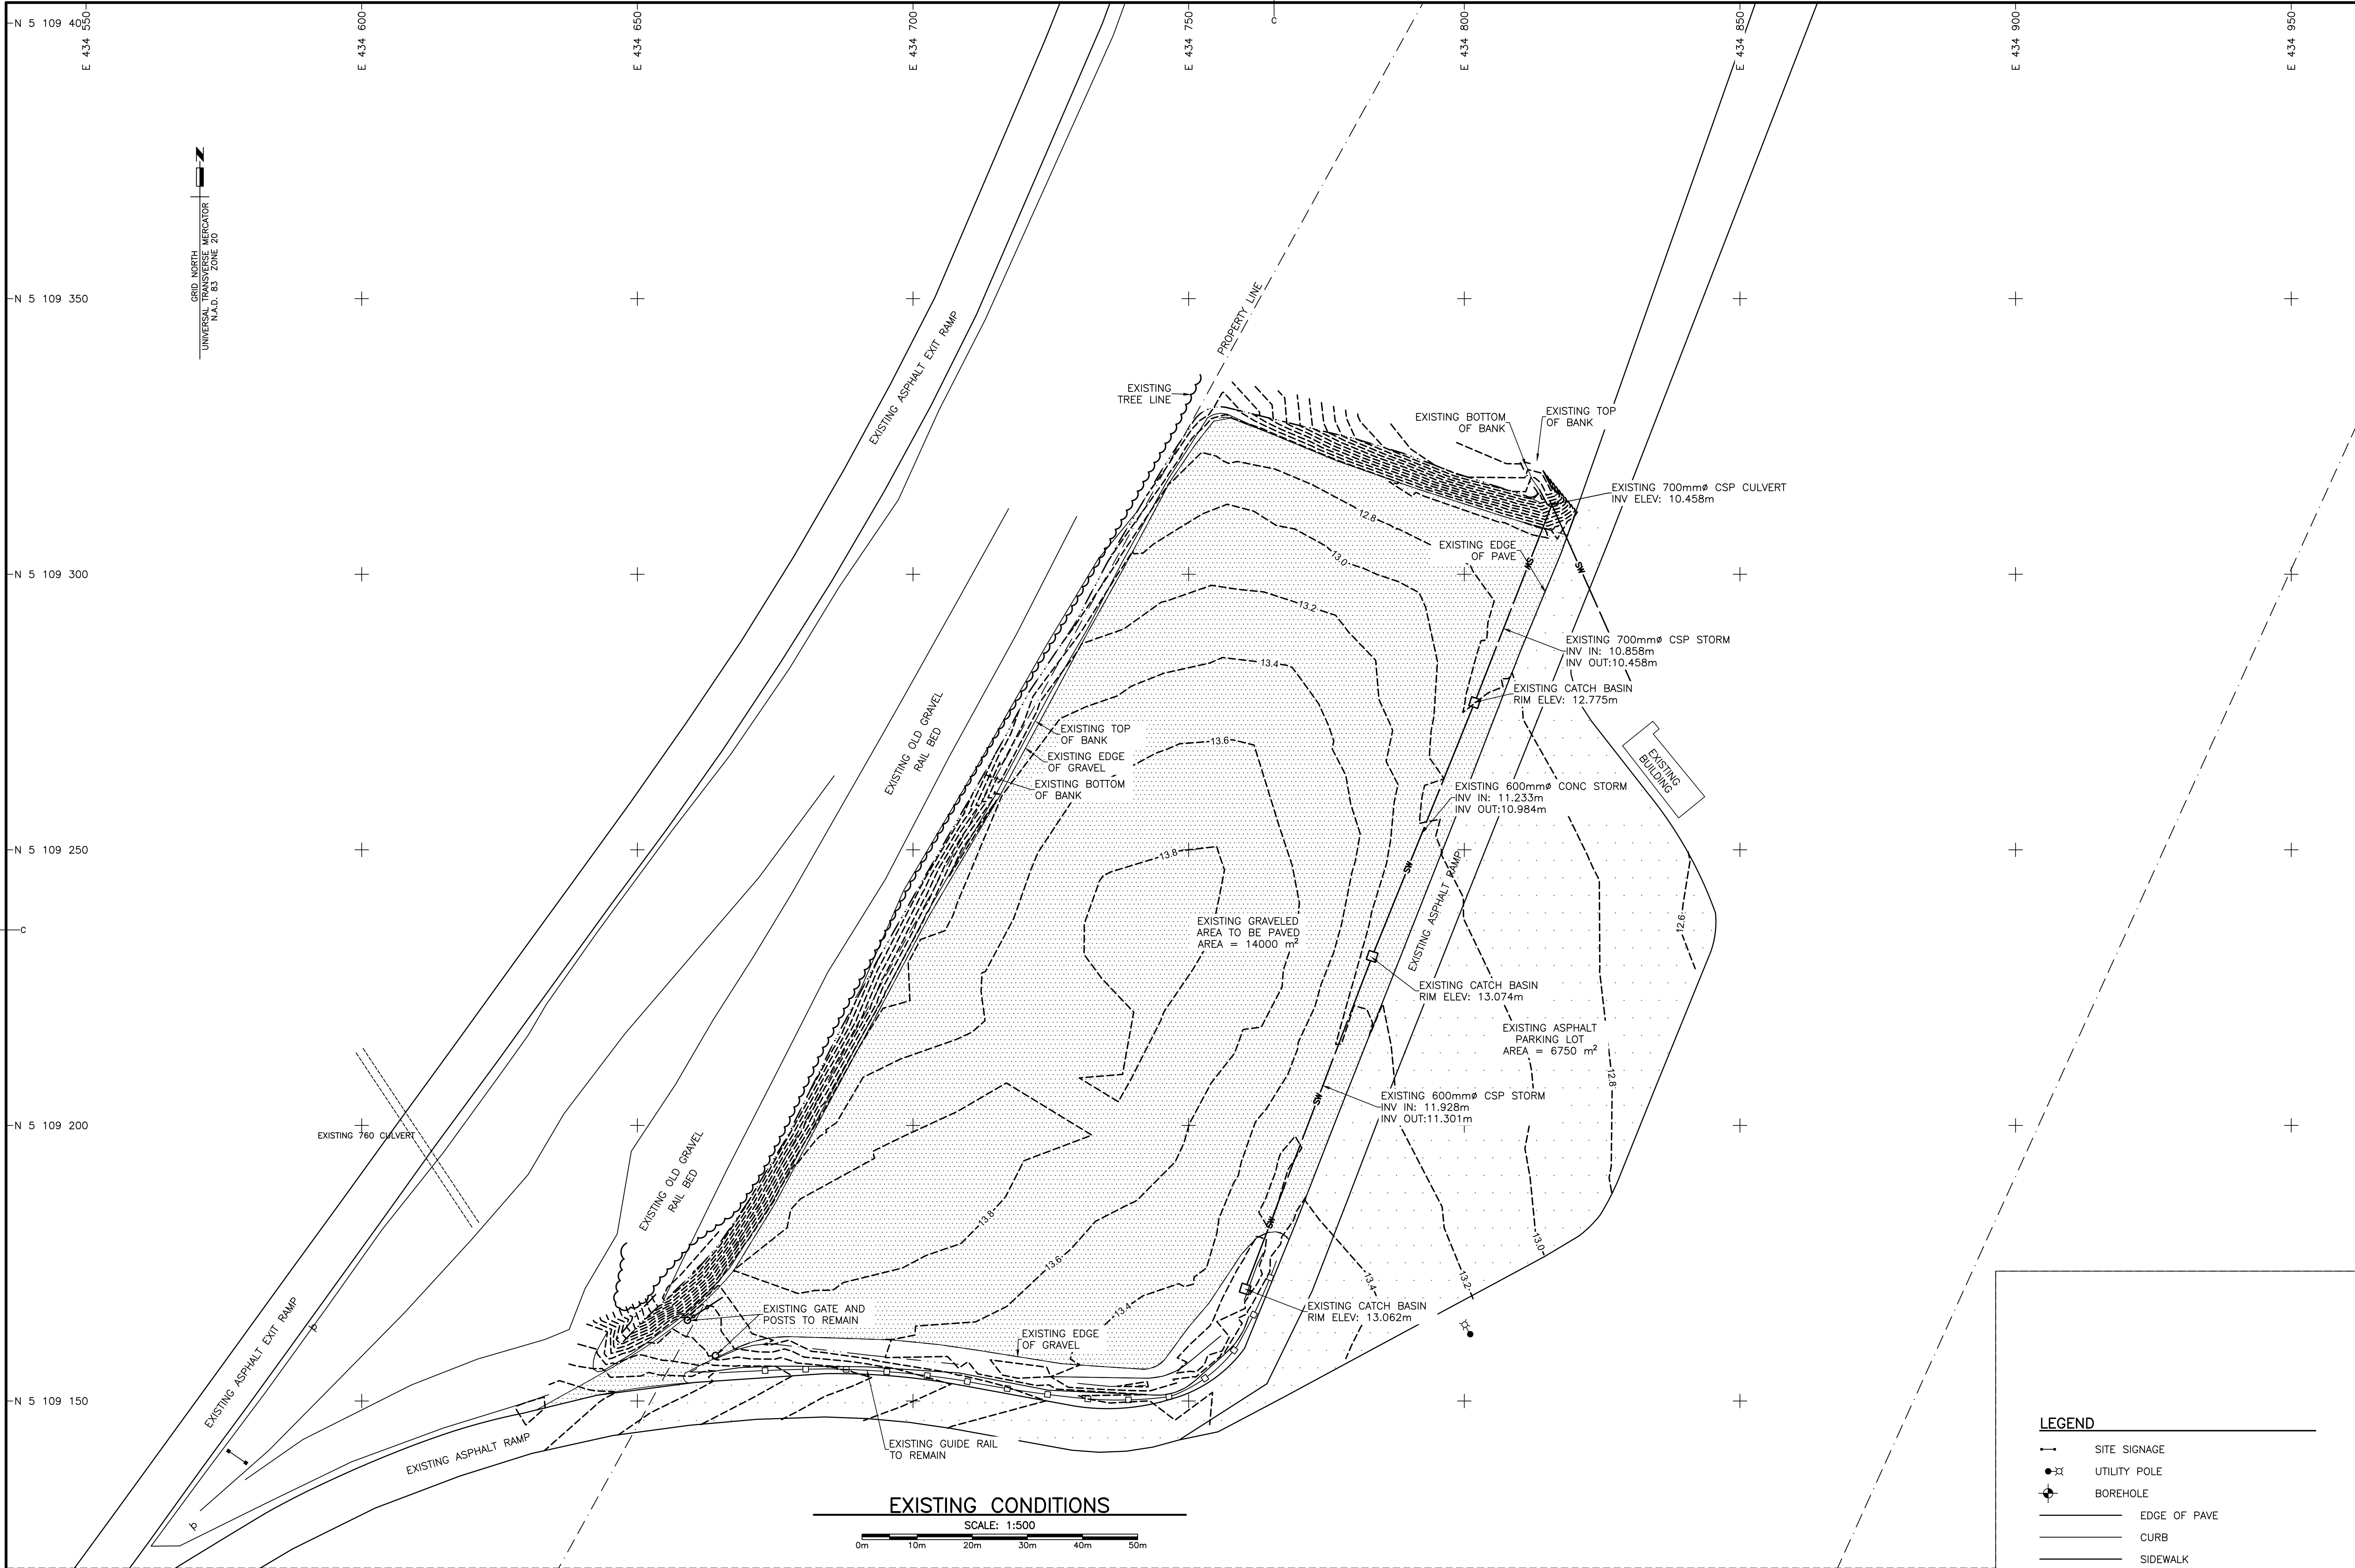 N 5 109 400
E 434 550
E 434 600
E 434 650
E 434 700
E 434 750
C
E 434 800
E 434 850
E 434 900
E 434 950
N
GRID NORTH
UNIVERSAL TRANSVERSE MERCATOR
N.A.D. 83 ZONE 20
N 5 109 350
EXISTING ASPHALT EXIT RAMP
PROPERTY LINE
EXISTING
TREE LINE
EXISTING BOTTOM
OF BANK
EXISTING TOP
OF BANK
EXISTING 700mmø CSP CULVERT
INV ELEV: 10.458m
12.8
EXISTING EDGE
OF PAVE
13.0
SW
SW
N 5 109 300
13.2
EXISTING 700mmø CSP STORM
INV IN: 10.858m
INV OUT:10.458m
13.4
EXISTING CATCH BASIN
RIM ELEV: 12.775m
EXISTING OLD GRAVEL
RAIL BED
EXISTING TOP
OF BANK
13.6
EXISTING EDGE
OF GRAVEL
EXISTING BOTTOM
OF BANK
EXISTING
BUILDING
EXISTING 600mmø CONC STORM
INV IN: 11.233m
INV OUT:10.984m
N 5 109 250
13.8
SW
EXISTING ASPHALT RAMP
C
EXISTING GRAVELED
AREA TO BE PAVED
AREA = 14000 m²
12.6
EXISTING CATCH BASIN
RIM ELEV: 13.074m
EXISTING ASPHALT
PARKING LOT
AREA = 6750 m²
12.8
EXISTING 600mmø CSP STORM
INV IN: 11.928m
INV OUT:11.301m
SW
N 5 109 200
EXISTING 760 CULVERT
EXISTING OLD GRAVEL
RAIL BED
13.8
SW
13.0
13.6
13.4
13.2
EXISTING GATE AND
POSTS TO REMAIN
13.4
EXISTING CATCH BASIN
RIM ELEV: 13.062m
EXISTING EDGE
OF GRAVEL
EXISTING ASPHALT EXIT RAMP
N 5 109 150
EXISTING ASPHALT RAMP
EXISTING GUIDE RAIL
TO REMAIN
EXISTING CONDITIONS
SCALE: 1:500
0m 10m 20m 30m 40m 50m
LEGEND
SITE SIGNAGE
UTILITY POLE
BOREHOLE
EDGE OF PAVE
CURB
SIDEWALK